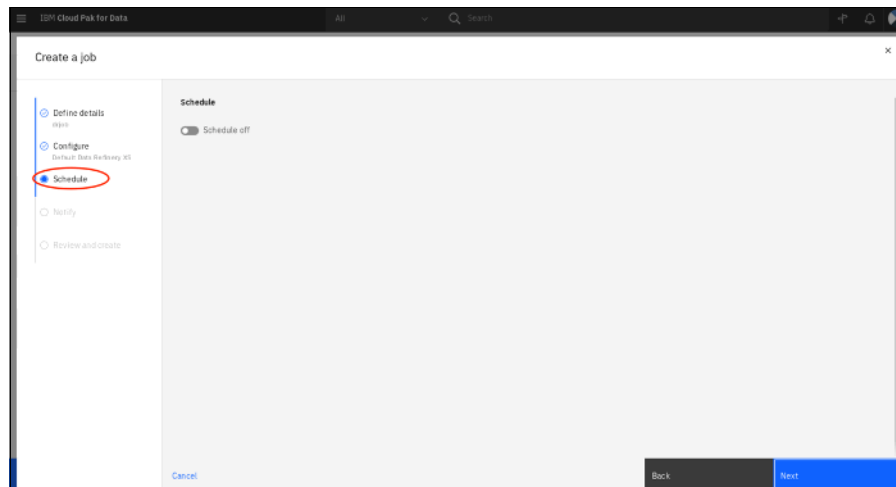 IBM Cloud Pak for Data
All
Search
Create a job
Define details
Configure
Default Data Refinery XS
Schedule
Notify
Review and create
Schedule
Schedule off
Cancel
Back
Next